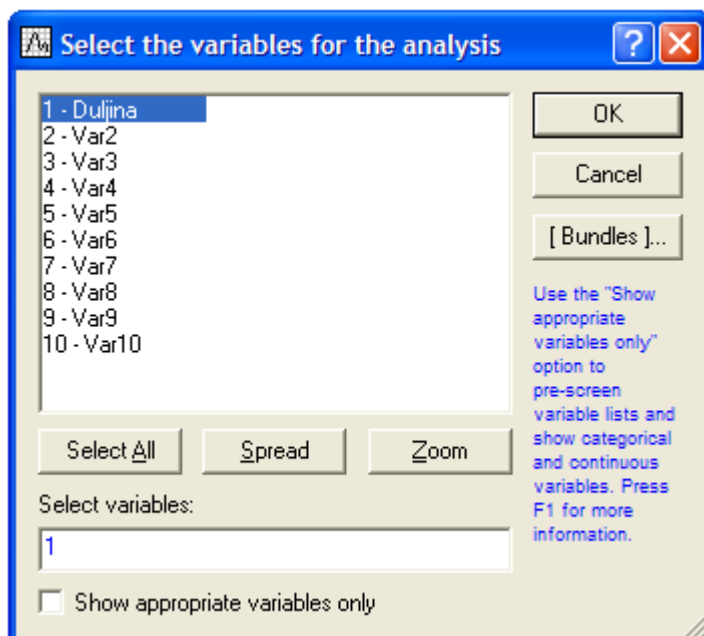 Select the variables for the analysis
1 - Duljina
2 - Var2
3 - Var3
4 - Var4
5 - Var5
6 - Var6
7 - Var7
8 - Var8
9 - Var9
10 - Var10
OK
Cancel
[ Bundles ]...
Use the "Show
appropriate
variables only"
option to
pre-screen
variable lists and
show categorical
and continuous
variables. Press
F1 for more
information.
Select All
Spread
Zoom
Select variables:
1
Show appropriate variables only